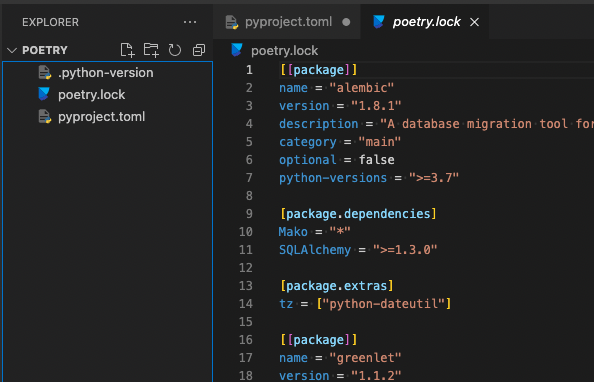 EXPLORER ···
POETRY
.python-version
poetry.lock
pyproject.toml
pyproject.toml ●
poetry.lock ×
poetry.lock
1 [[package]]
2 name = "alembic"
3 version = "1.8.1"
4 description = "A database migration tool for
5 category = "main"
6 optional = false
7 python-versions = ">=3.7"
8
9 [package.dependencies]
10 Mako = "*"
11 SQLAlchemy = ">=1.3.0"
12
13 [package.extras]
14 tz = ["python-dateutil"]
15
16 [[package]]
17 name = "greenlet"
18 version = "1.1.2"